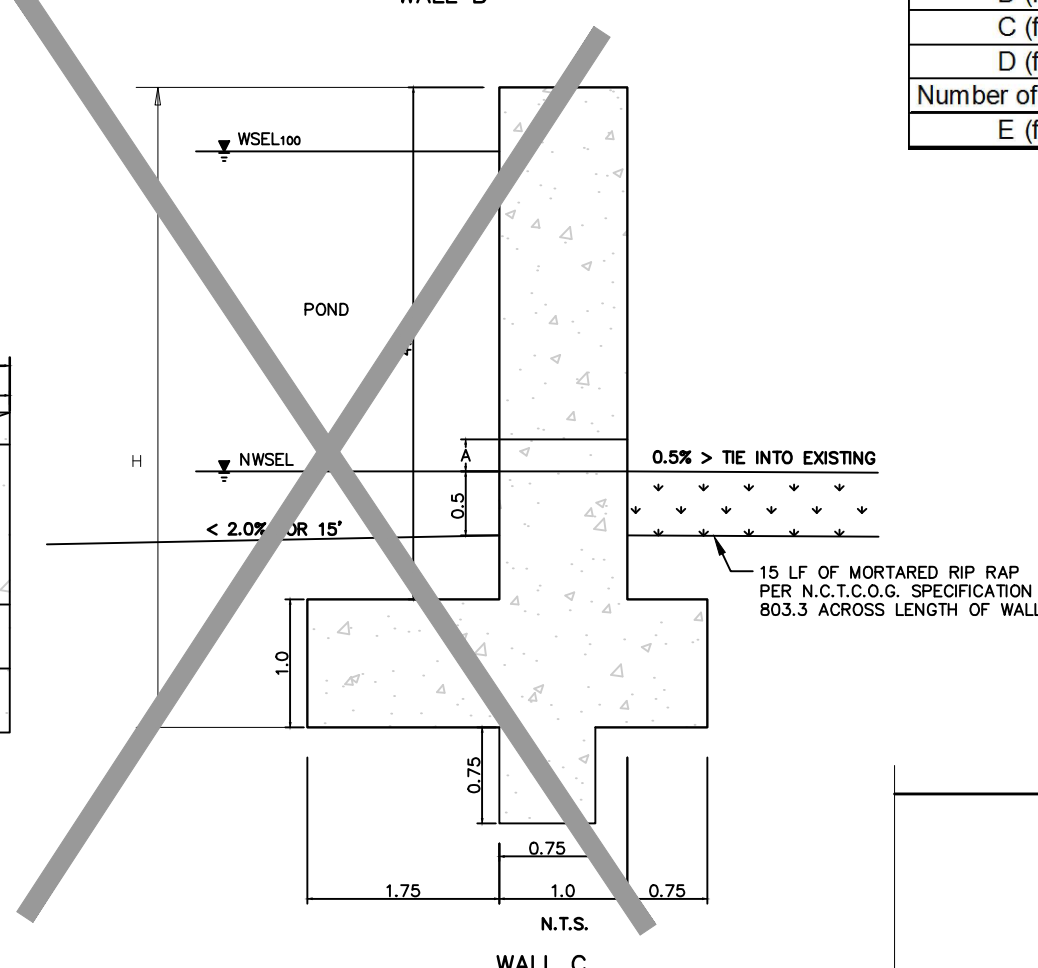 C (f
D (f
Number of
E (f
WSEL100
POND
H
NWSEL
A
0.5
0.5% > TIE INTO EXISTING
< 2.0% OR 15'
15 LF OF MORTARED RIP RAP
PER N.C.T.C.O.G. SPECIFICATION
803.3 ACROSS LENGTH OF WALL
1.0
0.75
0.75
1.75
1.0
0.75
N.T.S.
WALL C